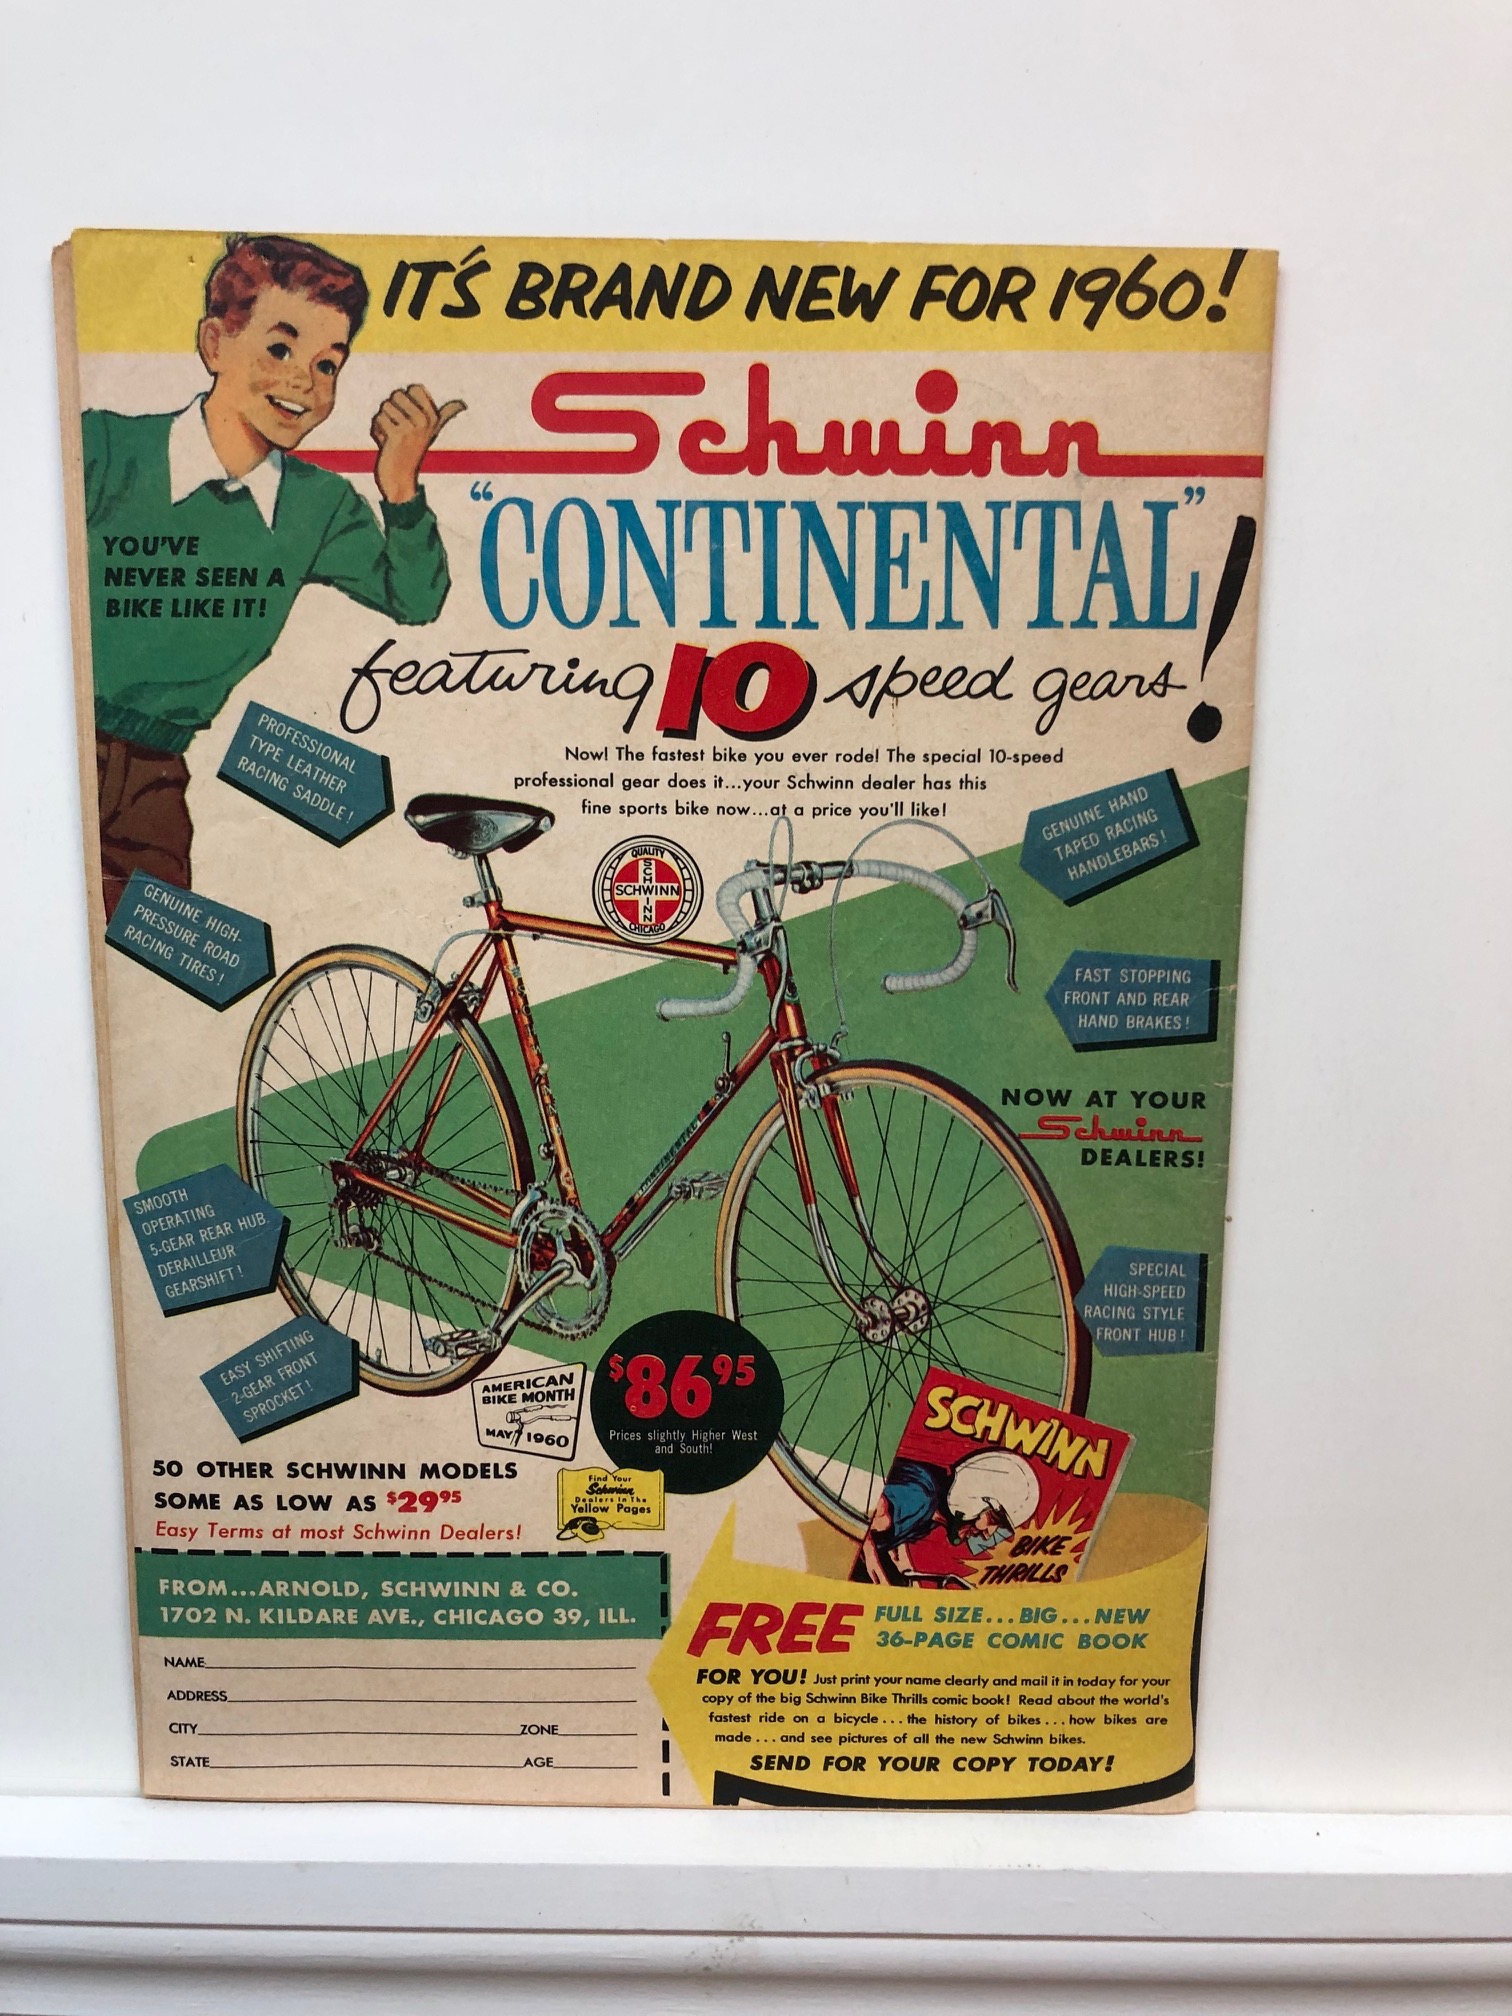 IT'S BRAND NEW FOR 1960!
Schwinn
"CONTINENTAL"!
featuring 10 speed gears
YOU'VE
NEVER SEEN A
BIKE LIKE IT!
Now! The fastest bike you ever rode! The special 10-speed
professional gear does it...your Schwinn dealer has this
fine sports bike now...at a price you'll like!
PROFESSIONAL
TYPE LEATHER
RACING SADDLE!
GENUINE HAND
TAPED RACING
HANDLEBARS!
QUALITY
SCHWINN
SCHWINN
CHICAGO
GENUINE HIGH-
PRESSURE ROAD
RACING TIRES!
FAST STOPPING
FRONT AND REAR
HAND BRAKES!
NOW AT YOUR
Schwinn
DEALERS!
CONTINENTAL
SMOOTH
OPERATING
5-GEAR REAR HUB
DERAILLEUR
GEARSHIFT!
SPECIAL
HIGH-SPEED
RACING STYLE
FRONT HUB!
EASY SHIFTING
2-GEAR FRONT
SPROCKET!
AMERICAN
BIKE MONTH
MAY 1960
$86.95
Prices slightly Higher West
and South!
50 OTHER SCHWINN MODELS
SOME AS LOW AS $29.95
Easy Terms at most Schwinn Dealers!
Find Your
Schwinn
Dealers In The
Yellow Pages
SCHWINN
BIKE
THRILLS
FROM...ARNOLD, SCHWINN & CO.
1702 N. KILDARE AVE., CHICAGO 39, ILL.
NAME
ADDRESS
CITY ZONE
STATE AGE
FREE FULL SIZE...BIG...NEW
36-PAGE COMIC BOOK
FOR YOU! Just print your name clearly and mail it in today for your
copy of the big Schwinn Bike Thrills comic book! Read about the world's
fastest ride on a bicycle...the history of bikes...how bikes are
made...and see pictures of all the new Schwinn bikes.
SEND FOR YOUR COPY TODAY!